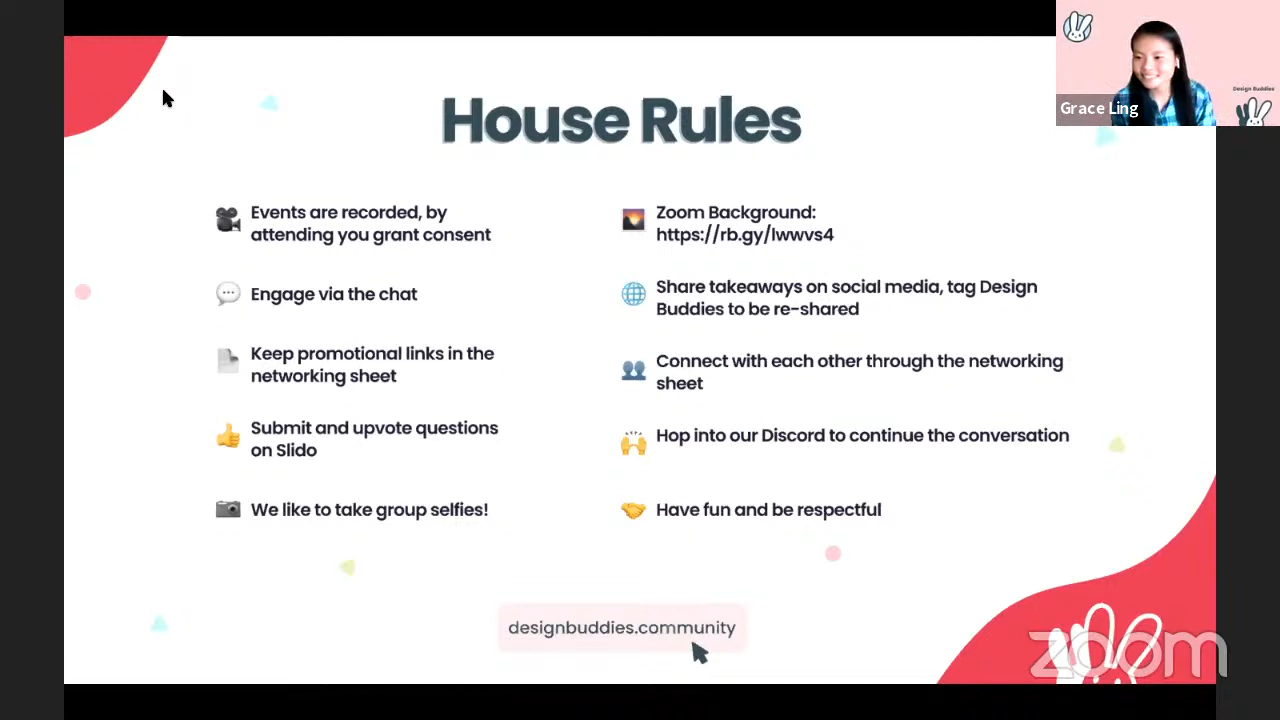 House Rules
Events are recorded, by
attending you grant consent
Engage via the chat
Keep promotional links in the
networking sheet
Submit and upvote questions
on Slido
We like to take group selfies!
Zoom Background:
https://rb.gy/lwwvs4
Share takeaways on social media, tag Design
Buddies to be re-shared
Connect with each other through the networking
sheet
Hop into our Discord to continue the conversation
Have fun and be respectful
designbuddies.community
Grace Ling
Design Buddies
zoom